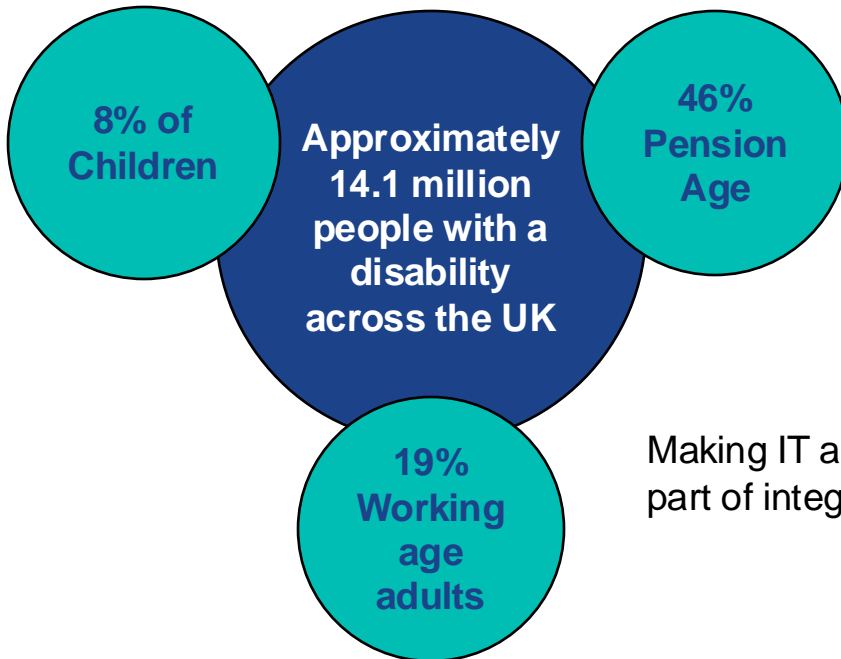 8% of
Children
Approximately
14.1 million
people with a
disability
across the UK
46%
Pension
Age
19%
Working
age
adults
Making IT a
part of integ